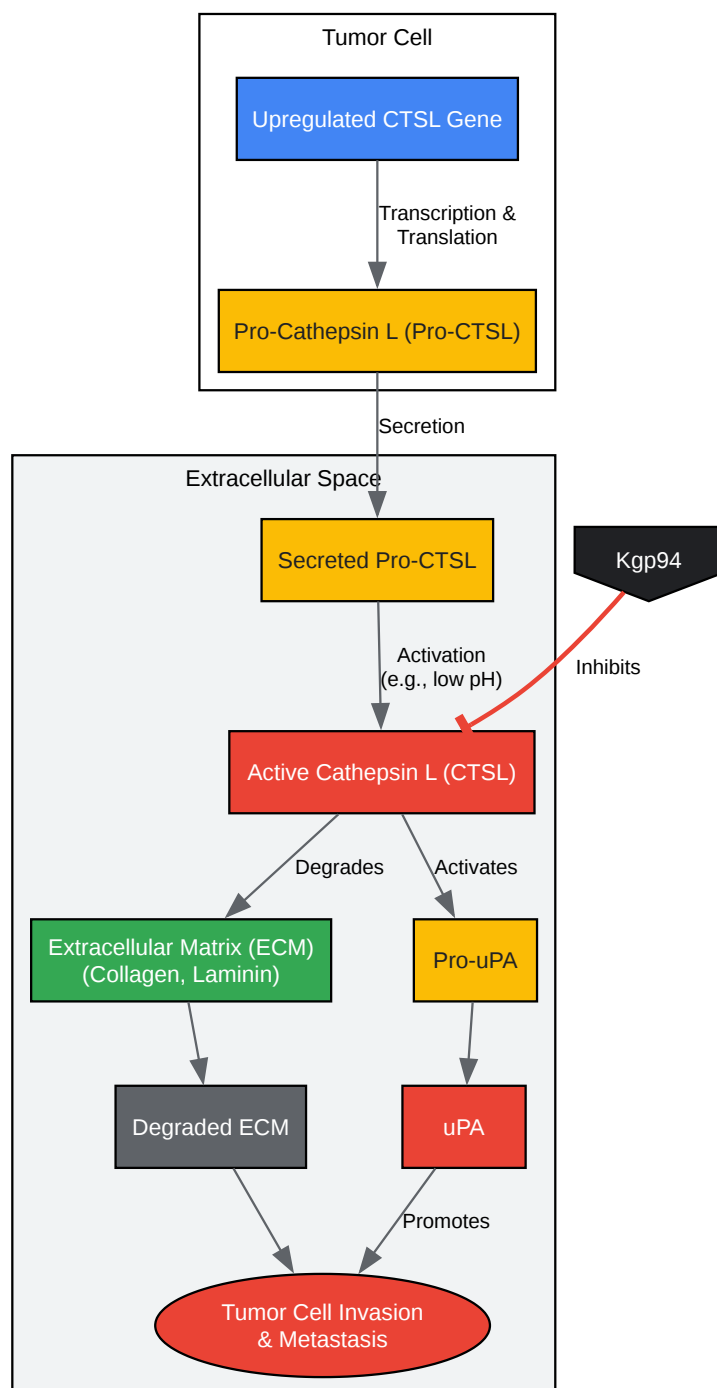 Tumor Cell
Upregulated CTSL Gene
Transcription &
Translation
Pro-Cathepsin L (Pro-CTSL)
Secretion
Extracellular Space
Secreted Pro-CTSL
Kgp94
Activation
(e.g., low pH)
Inhibits
Active Cathepsin L (CTSL)
Degrades
Activates
Extracellular Matrix (ECM)
(Collagen, Laminin)
Pro-uPA
Degraded ECM
uPA
Promotes
Tumor Cell Invasion
& Metastasis